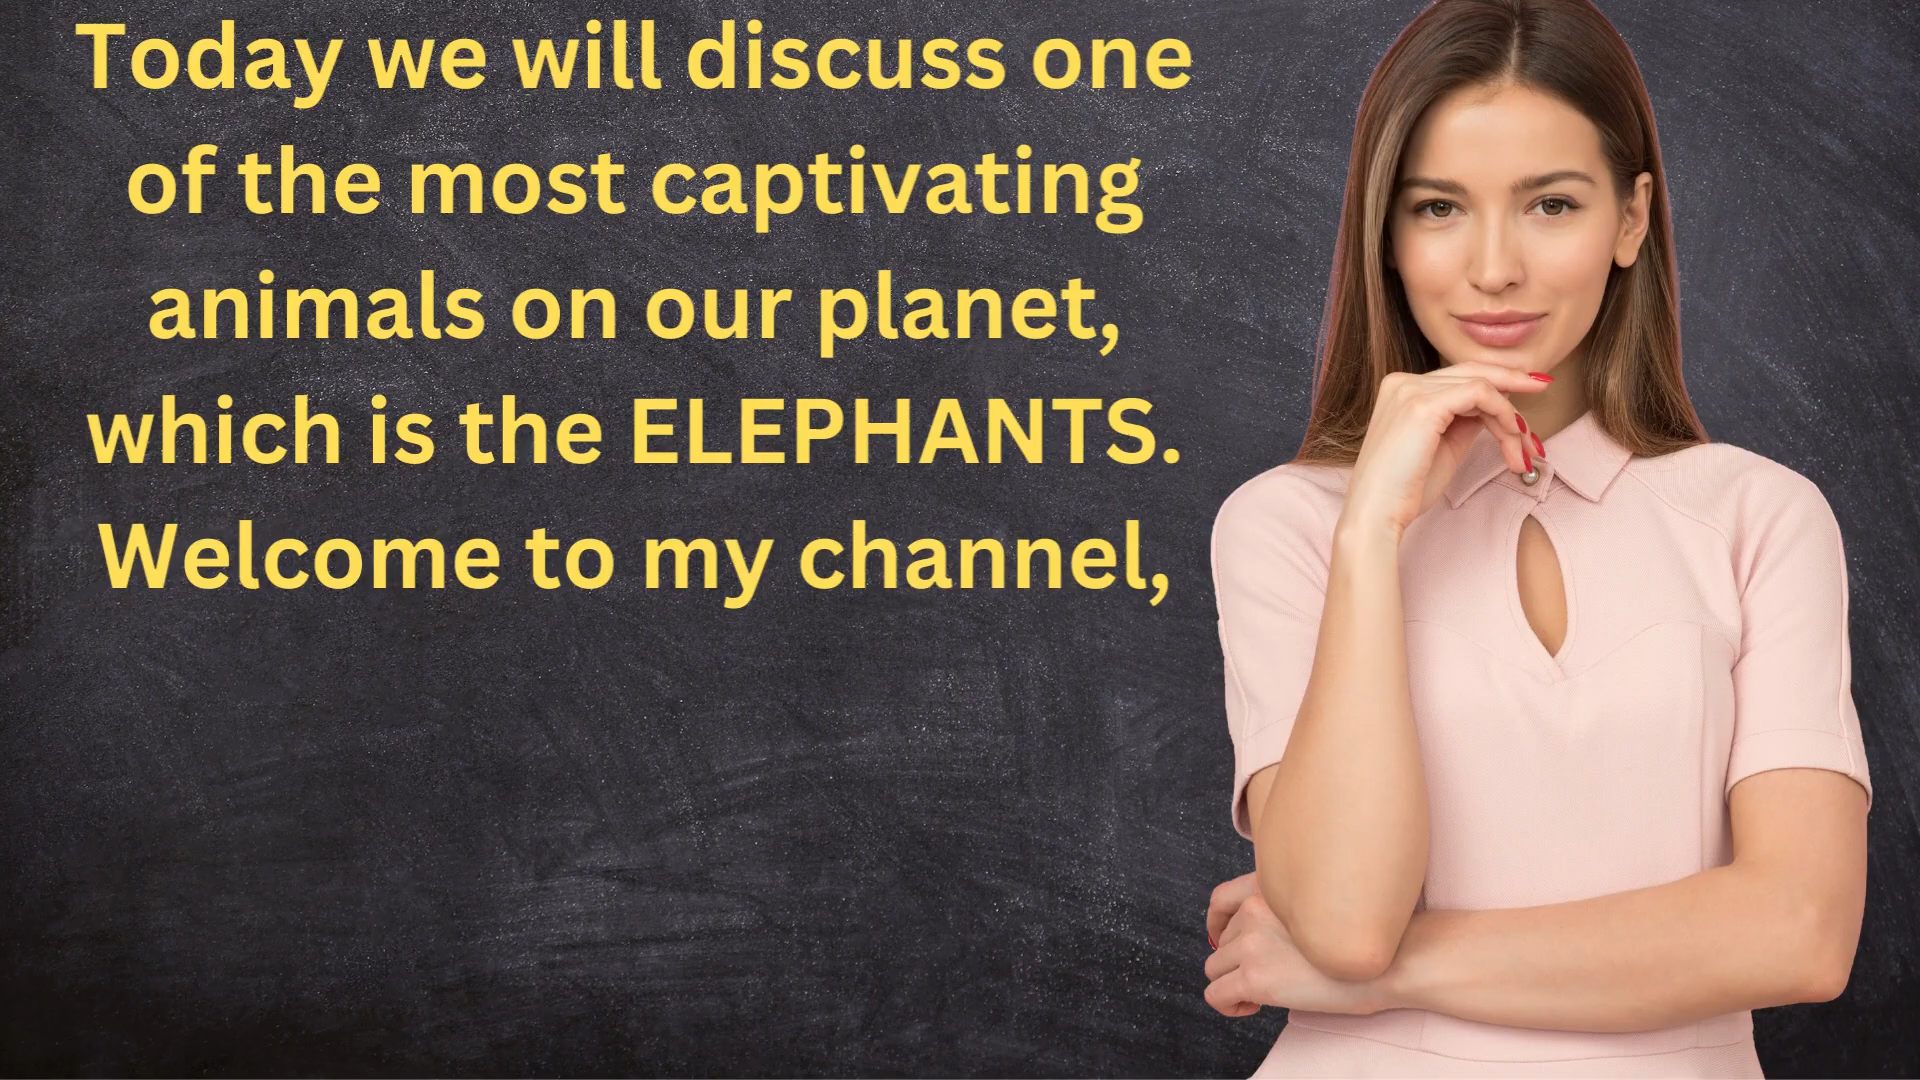 Today we will discuss one
of the most captivating
animals on our planet,
which is the ELEPHANTS.
Welcome to my channel,